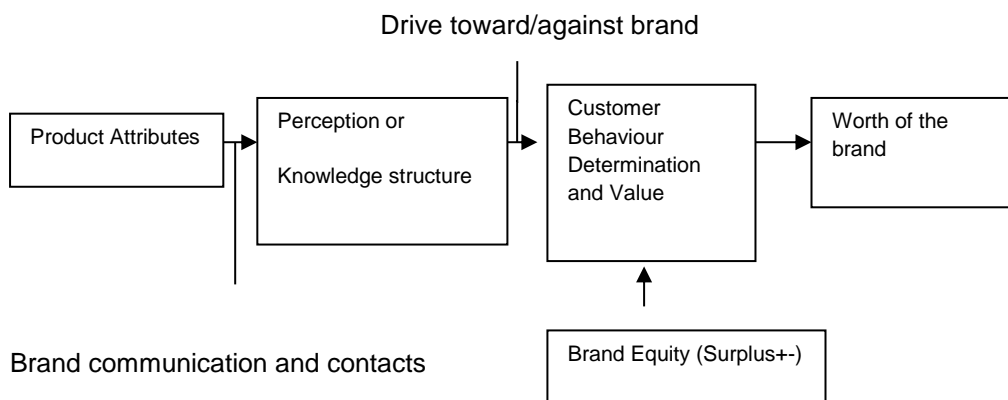 Drive toward/against brand
Product Attributes
Perception or
Knowledge structure
Customer
Behaviour
Determination
and Value
Worth of the
brand
Brand communication and contacts
Brand Equity (Surplus+-)